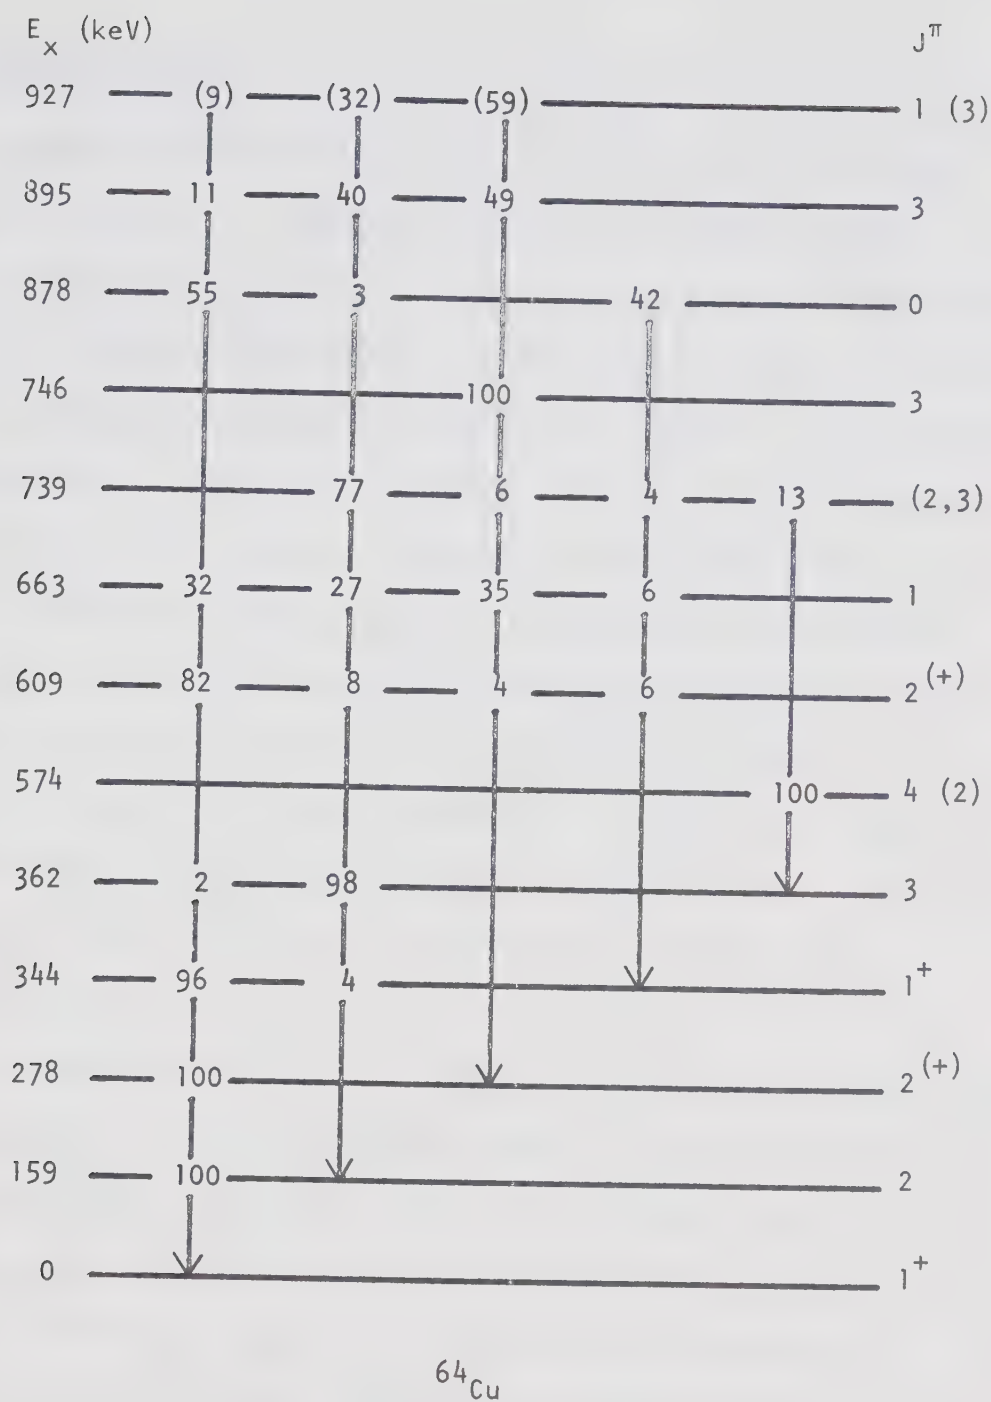 Eₓ (keV) Jᵖⁱ
927 (9) (32) (59) 1 (3)
895 11 40 49 3
878 55 3 42 0
746 100 3
739 77 6 4 13 (2,3)
663 32 27 35 6 1
609 82 8 4 6 2⁽⁺⁾
574 100 4 (2)
362 2 98 3
344 96 4 1⁺
278 100 2⁽⁺⁾
159 100 2
0 1⁺
⁶⁴Cu